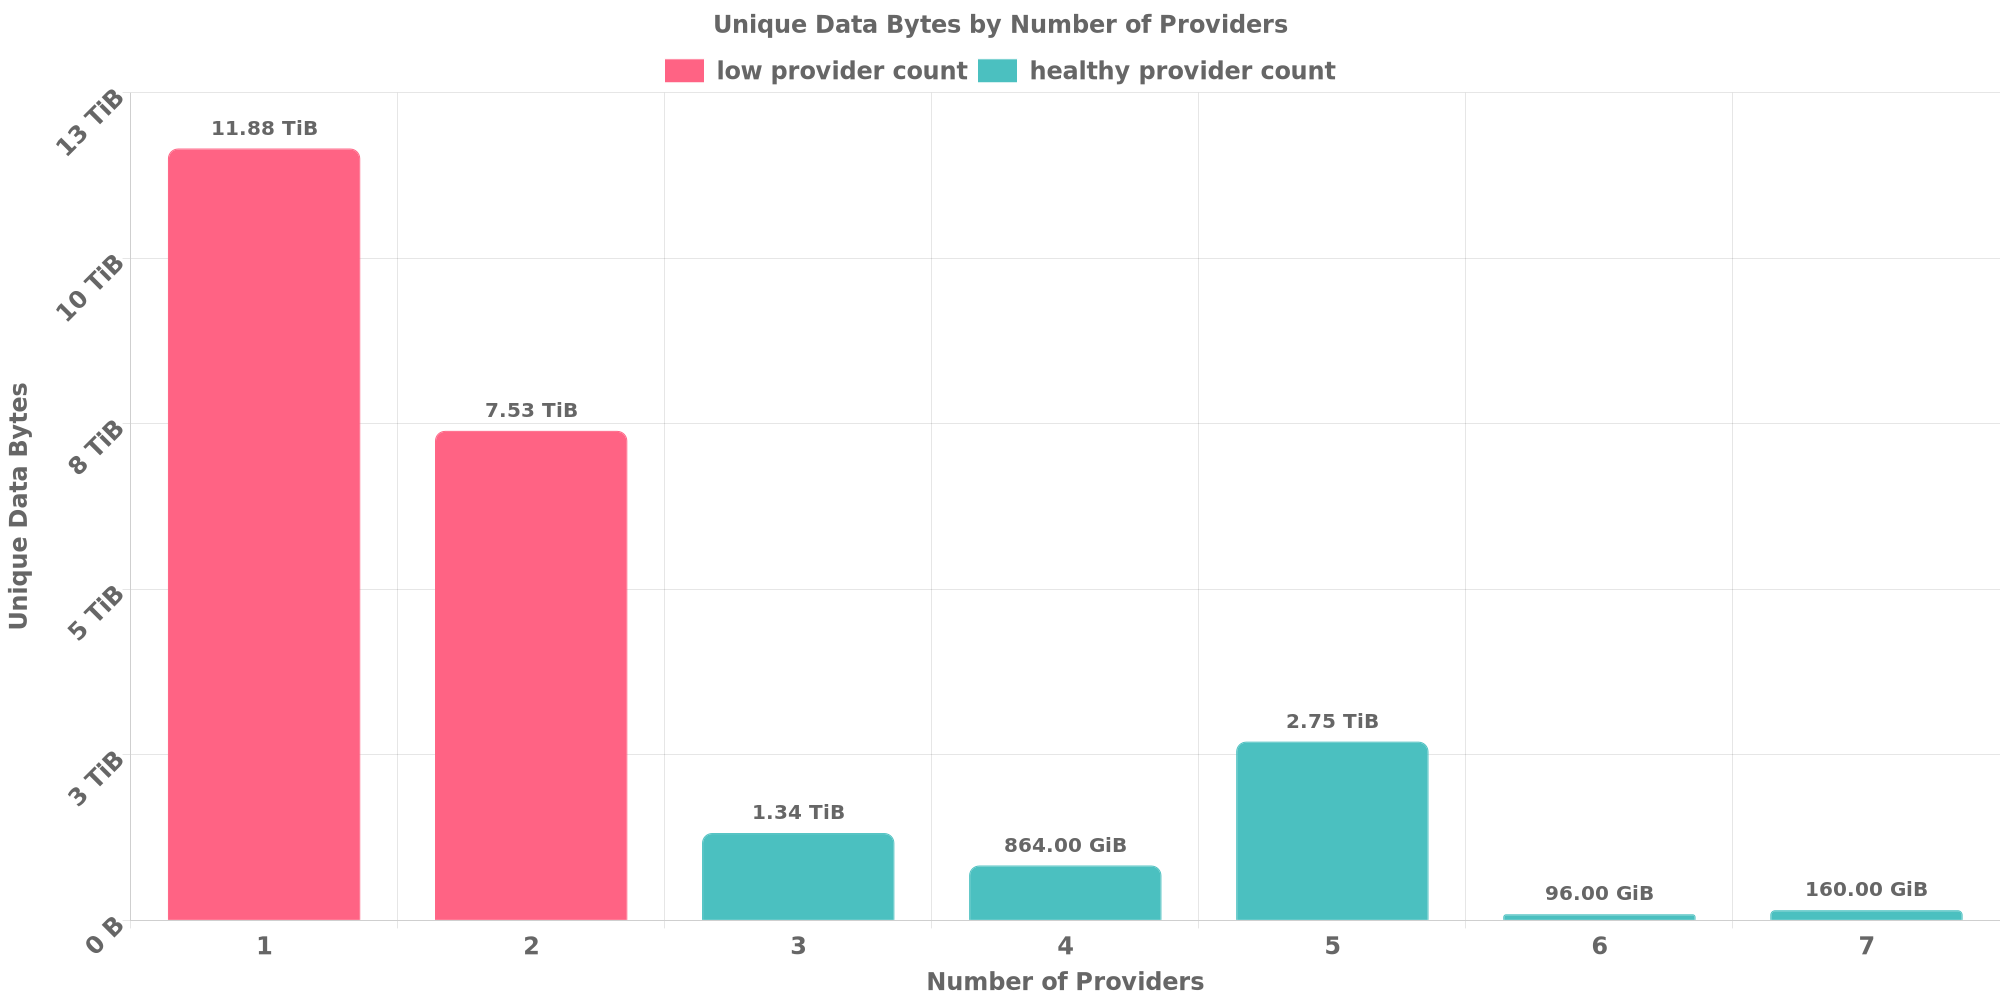 Unique Data Bytes by Number of Providers
low provider count healthy provider count
13 TiB
10 TiB
8 TiB
5 TiB
3 TiB
0 B
Unique Data Bytes
11.88 TiB
7.53 TiB
1.34 TiB
864.00 GiB
2.75 TiB
96.00 GiB
160.00 GiB
1 2 3 4 5 6 7
Number of Providers